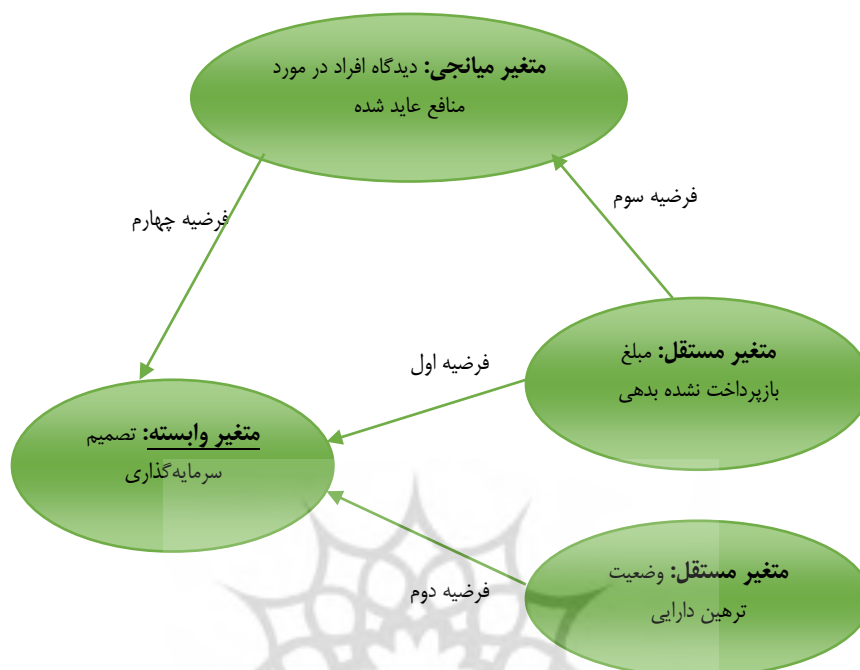 متغیر میانجی: دیدگاه افراد در مورد
منافع عاید شده
فرضیه سوم
فرضیه چهارم
متغیر مستقل: مبلغ
بازپرداخت نشده بدهی
فرضیه اول
متغیر وابسته: تصمیم
سرمایه‌گذاری
متغیر مستقل: وضعیت
ترهین دارایی
فرضیه دوم